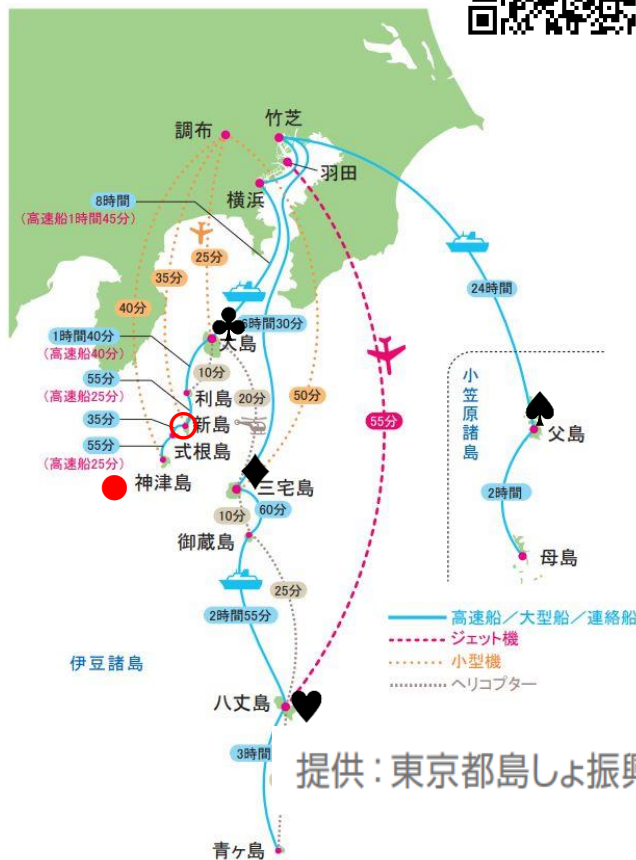 竹芝
調布
羽田
横浜
8時間
(高速船1時間45分)
25分
35分
24時間
40分
6時間30分
1時間40分
(高速船40分)
大島
10分
小笠原諸島
55分
(高速船25分)
利島
20分
50分
55分
35分
新島
父島
55分
(高速船25分)
式根島
神津島
三宅島
2時間
10分
60分
御蔵島
母島
25分
2時間55分
高速船/大型船/連絡船
ジェット機
小型機
ヘリコプター
伊豆諸島
八丈島
3時間
提供:東京都島しょ振興
青ヶ島